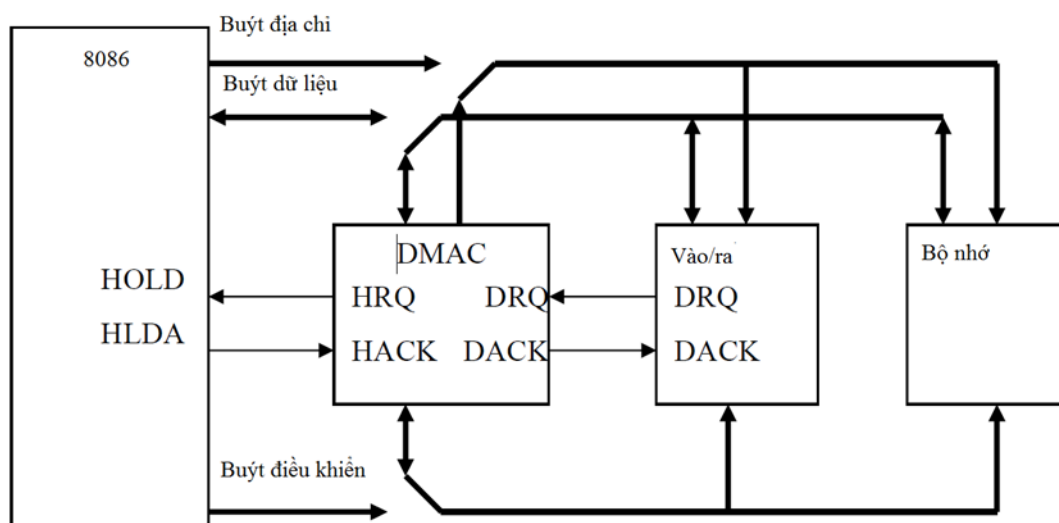 Buýt địa chi
8086
Buýt dữ liệu
DMAC
Vào/ra
Bộ nhớ
HOLD
HRQ
DRQ
DRQ
HLDA
HACK
DACK
DACK
Buýt điều khiển